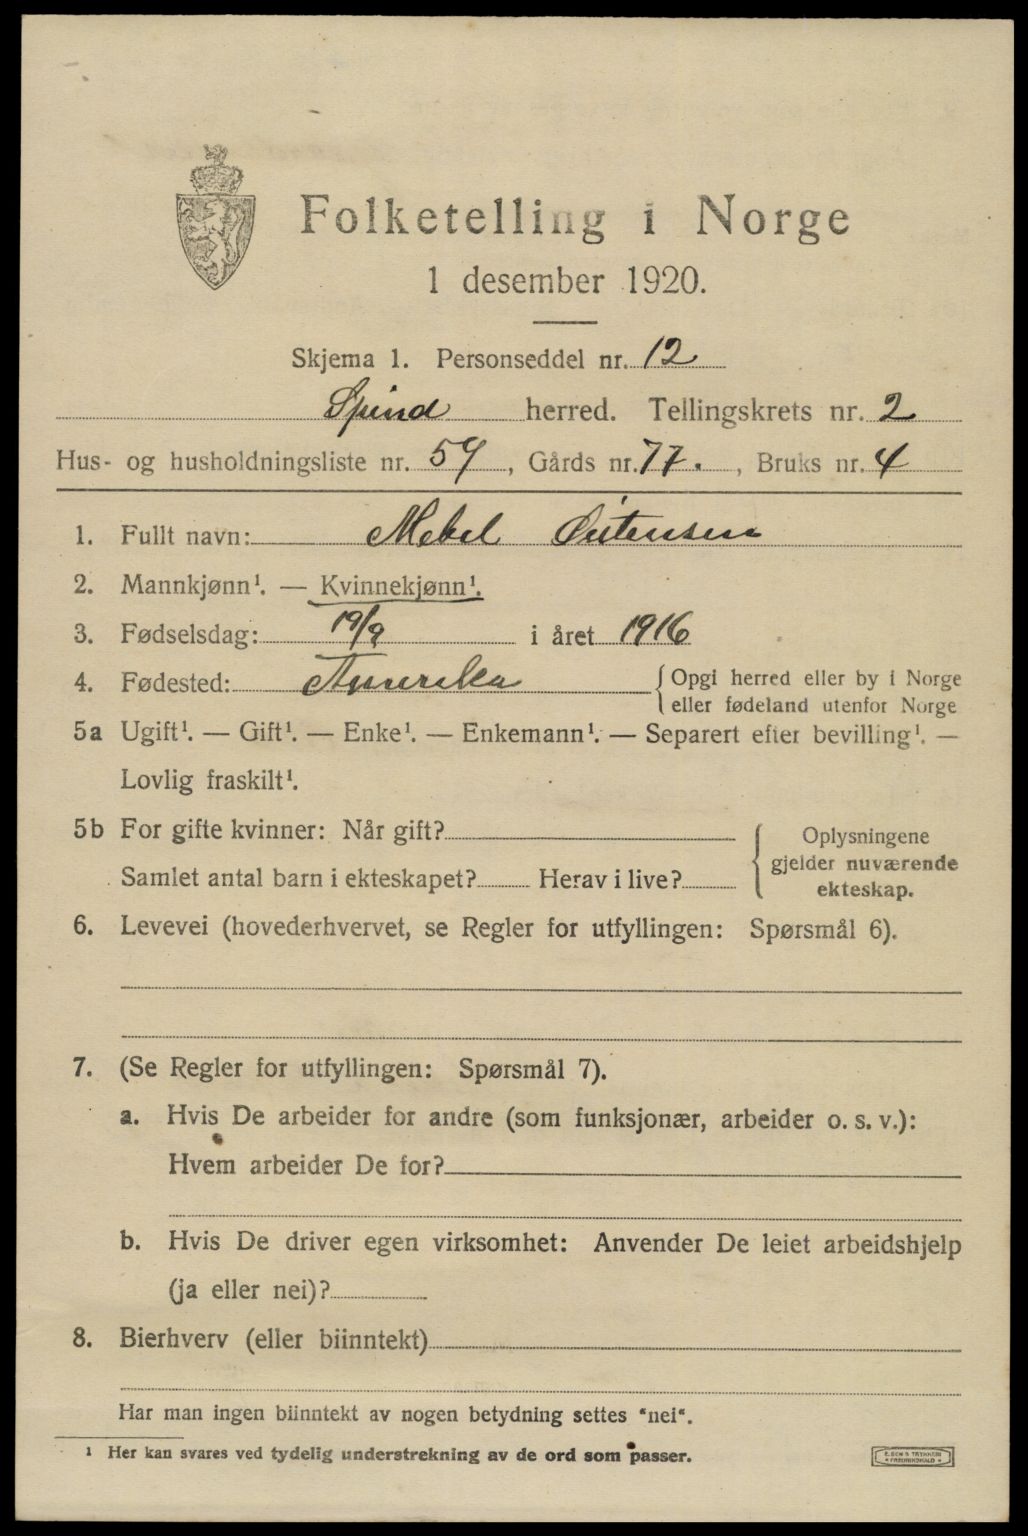 Folketelling i Norge
1 desember 1920.
Skjema 1. Personseddel nr. 12
Spind herred. Tellingskrets nr. 2
Hus- og husholdningsliste nr. 57, Gårds nr. 77., Bruks nr. 4
1. Fullt navn: Mebel Østensen
2. Mannkjønn¹. — Kvinnekjønn¹.
3. Fødselsdag: 19/9 i året 1916
4. Fødested: Amerika {Opgi herred eller by i Norge
eller fødeland utenfor Norge
5a Ugift¹. — Gift¹. — Enke¹. — Enkemann¹. — Separert efter bevilling¹. —
Lovlig fraskilt¹.
5b For gifte kvinner: Når gift?
Samlet antal barn i ekteskapet? Herav i live?
Oplysningene
gjelder nuværende
ekteskap.
6. Levevei (hovederhvervet, se Regler for utfyllingen: Spørsmål 6).
7. (Se Regler for utfyllingen: Spørsmål 7).
a. Hvis De arbeider for andre (som funksjonær, arbeider o. s. v.):
Hvem arbeider De for?
b. Hvis De driver egen virksomhet: Anvender De leiet arbeidshjelp
(ja eller nei)?
8. Bierhverv (eller biinntekt)
Har man ingen biinntekt av nogen betydning settes "nei".
¹ Her kan svares ved tydelig understrekning av de ord som passer.